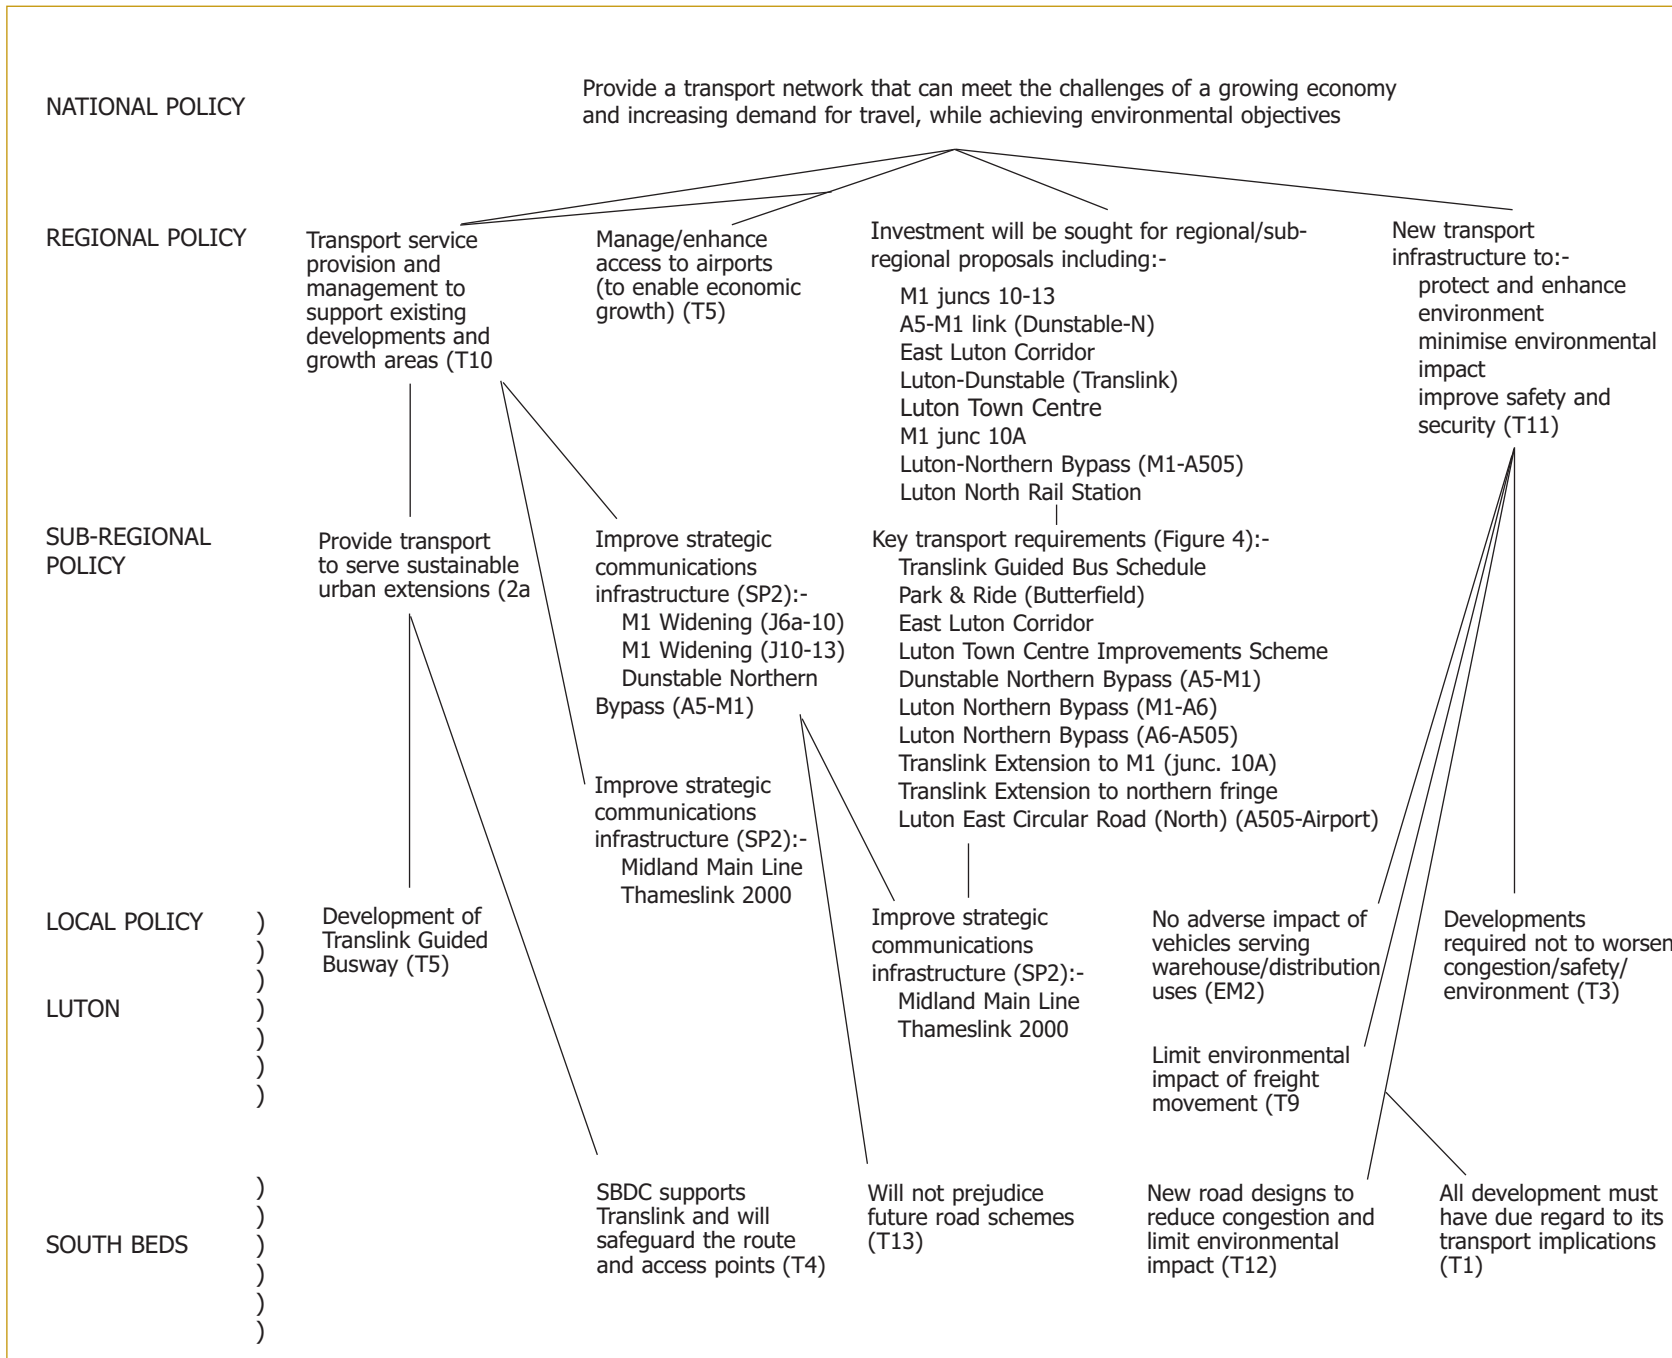 NATIONAL POLICY
Provide a transport network that can meet the challenges of a growing economy
and increasing demand for travel, while achieving environmental objectives
REGIONAL POLICY
Transport service
provision and
management to
support existing
developments and
growth areas (T10
Manage/enhance
access to airports
(to enable economic
growth) (T5)
Investment will be sought for regional/sub-
regional proposals including:-
M1 juncs 10-13
A5-M1 link (Dunstable-N)
East Luton Corridor
Luton-Dunstable (Translink)
Luton Town Centre
M1 junc 10A
Luton-Northern Bypass (M1-A505)
Luton North Rail Station
New transport
infrastructure to:-
protect and enhance
environment
minimise environmental
impact
improve safety and
security (T11)
SUB-REGIONAL
POLICY
Provide transport
to serve sustainable
urban extensions (2a
Improve strategic
communications
infrastructure (SP2):-
M1 Widening (J6a-10)
M1 Widening (J10-13)
Dunstable Northern
Bypass (A5-M1)
Improve strategic
communications
infrastructure (SP2):-
Midland Main Line
Thameslink 2000
Key transport requirements (Figure 4):-
Translink Guided Bus Schedule
Park & Ride (Butterfield)
East Luton Corridor
Luton Town Centre Improvements Scheme
Dunstable Northern Bypass (A5-M1)
Luton Northern Bypass (M1-A6)
Luton Northern Bypass (A6-A505)
Translink Extension to M1 (junc. 10A)
Translink Extension to northern fringe
Luton East Circular Road (North) (A505-Airport)
LOCAL POLICY )
)
)
LUTON )
)
)
)
Development of
Translink Guided
Busway (T5)
Improve strategic
communications
infrastructure (SP2):-
Midland Main Line
Thameslink 2000
No adverse impact of
vehicles serving
warehouse/distribution
uses (EM2)
Limit environmental
impact of freight
movement (T9
Developments
required not to worsen
congestion/safety/
environment (T3)
)
)
SOUTH BEDS )
)
)
)
SBDC supports
Translink and will
safeguard the route
and access points (T4)
Will not prejudice
future road schemes
(T13)
New road designs to
reduce congestion and
limit environmental
impact (T12)
All development must
have due regard to its
transport implications
(T1)